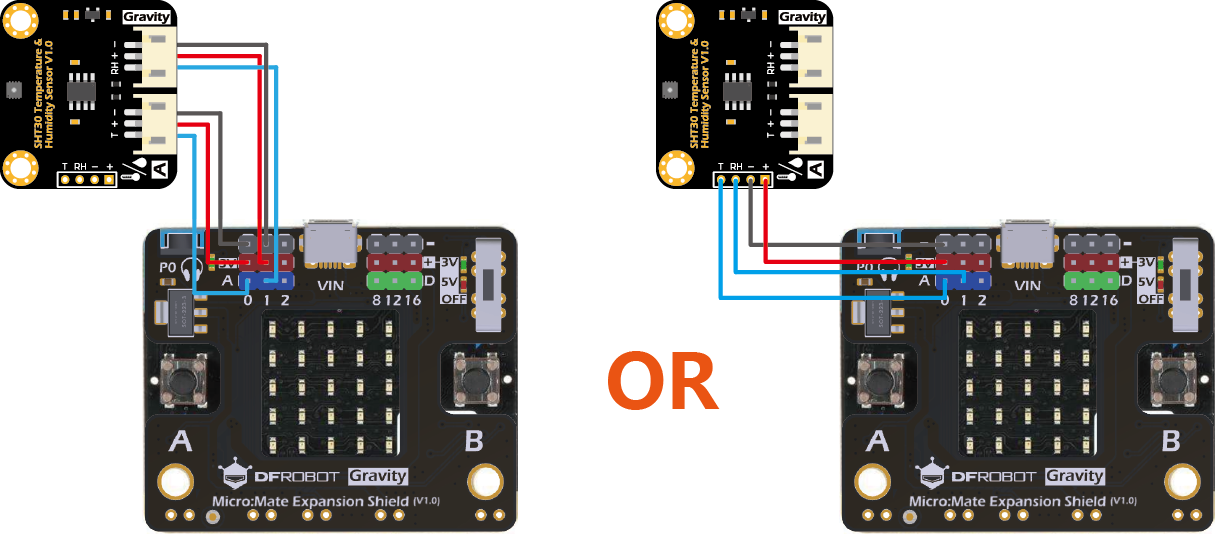 Gravity
SHT30 Temperature &
Humidity Sensor V1.0
RH + -
T + -
T RH - +
A
P0
3V
A
0 1 2
VIN
-
+
D
8 12 16
3V
5V
OFF
A
B
DFROBOT Gravity
Micro:Mate Expansion Shield (V1.0)
OR
Gravity
SHT30 Temperature &
Humidity Sensor V1.0
RH + -
T + -
T RH - +
A
P0
3V
A
0 1 2
VIN
-
+
D
8 12 16
3V
5V
OFF
A
B
DFROBOT Gravity
Micro:Mate Expansion Shield (V1.0)